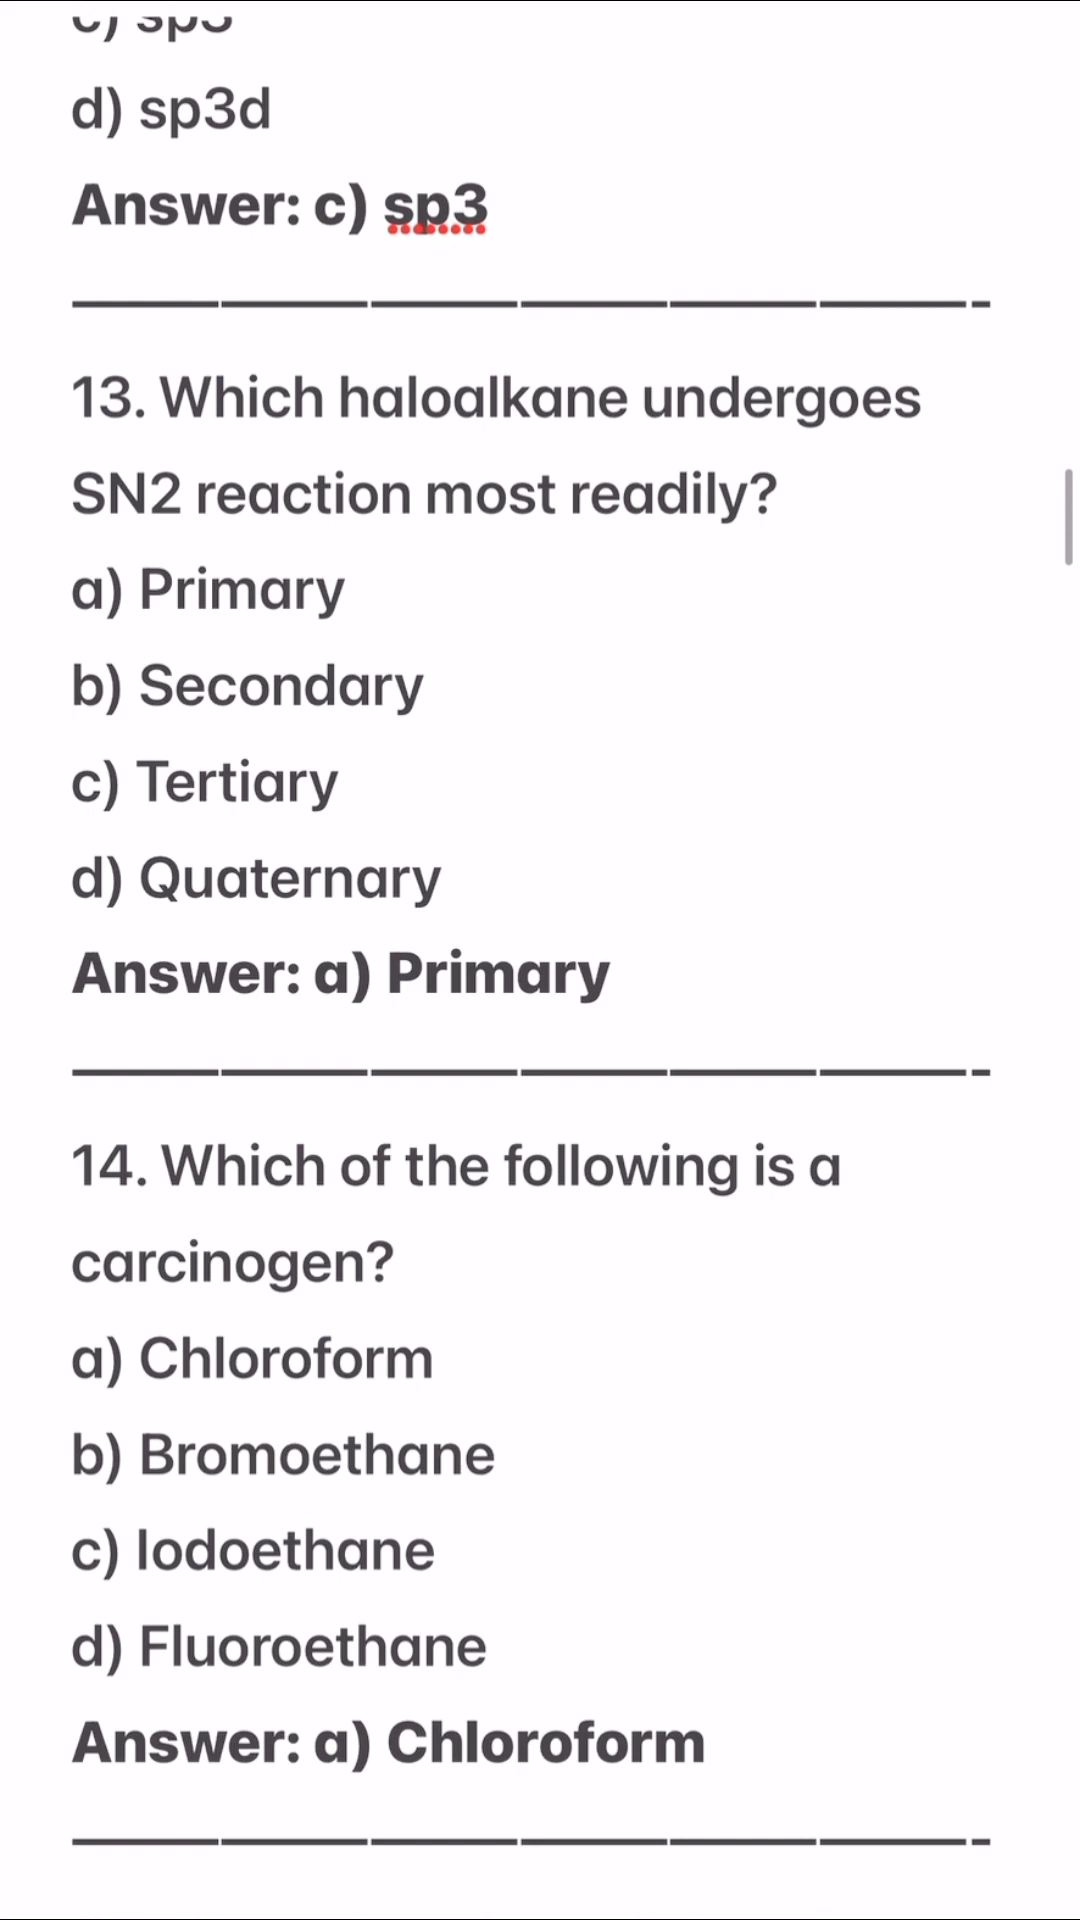 c) sp3
d) sp3d
Answer: c) sp3
——————-
13. Which haloalkane undergoes
SN2 reaction most readily?
a) Primary
b) Secondary
c) Tertiary
d) Quaternary
Answer: a) Primary
——————-
14. Which of the following is a
carcinogen?
a) Chloroform
b) Bromoethane
c) Iodoethane
d) Fluoroethane
Answer: a) Chloroform
——————-